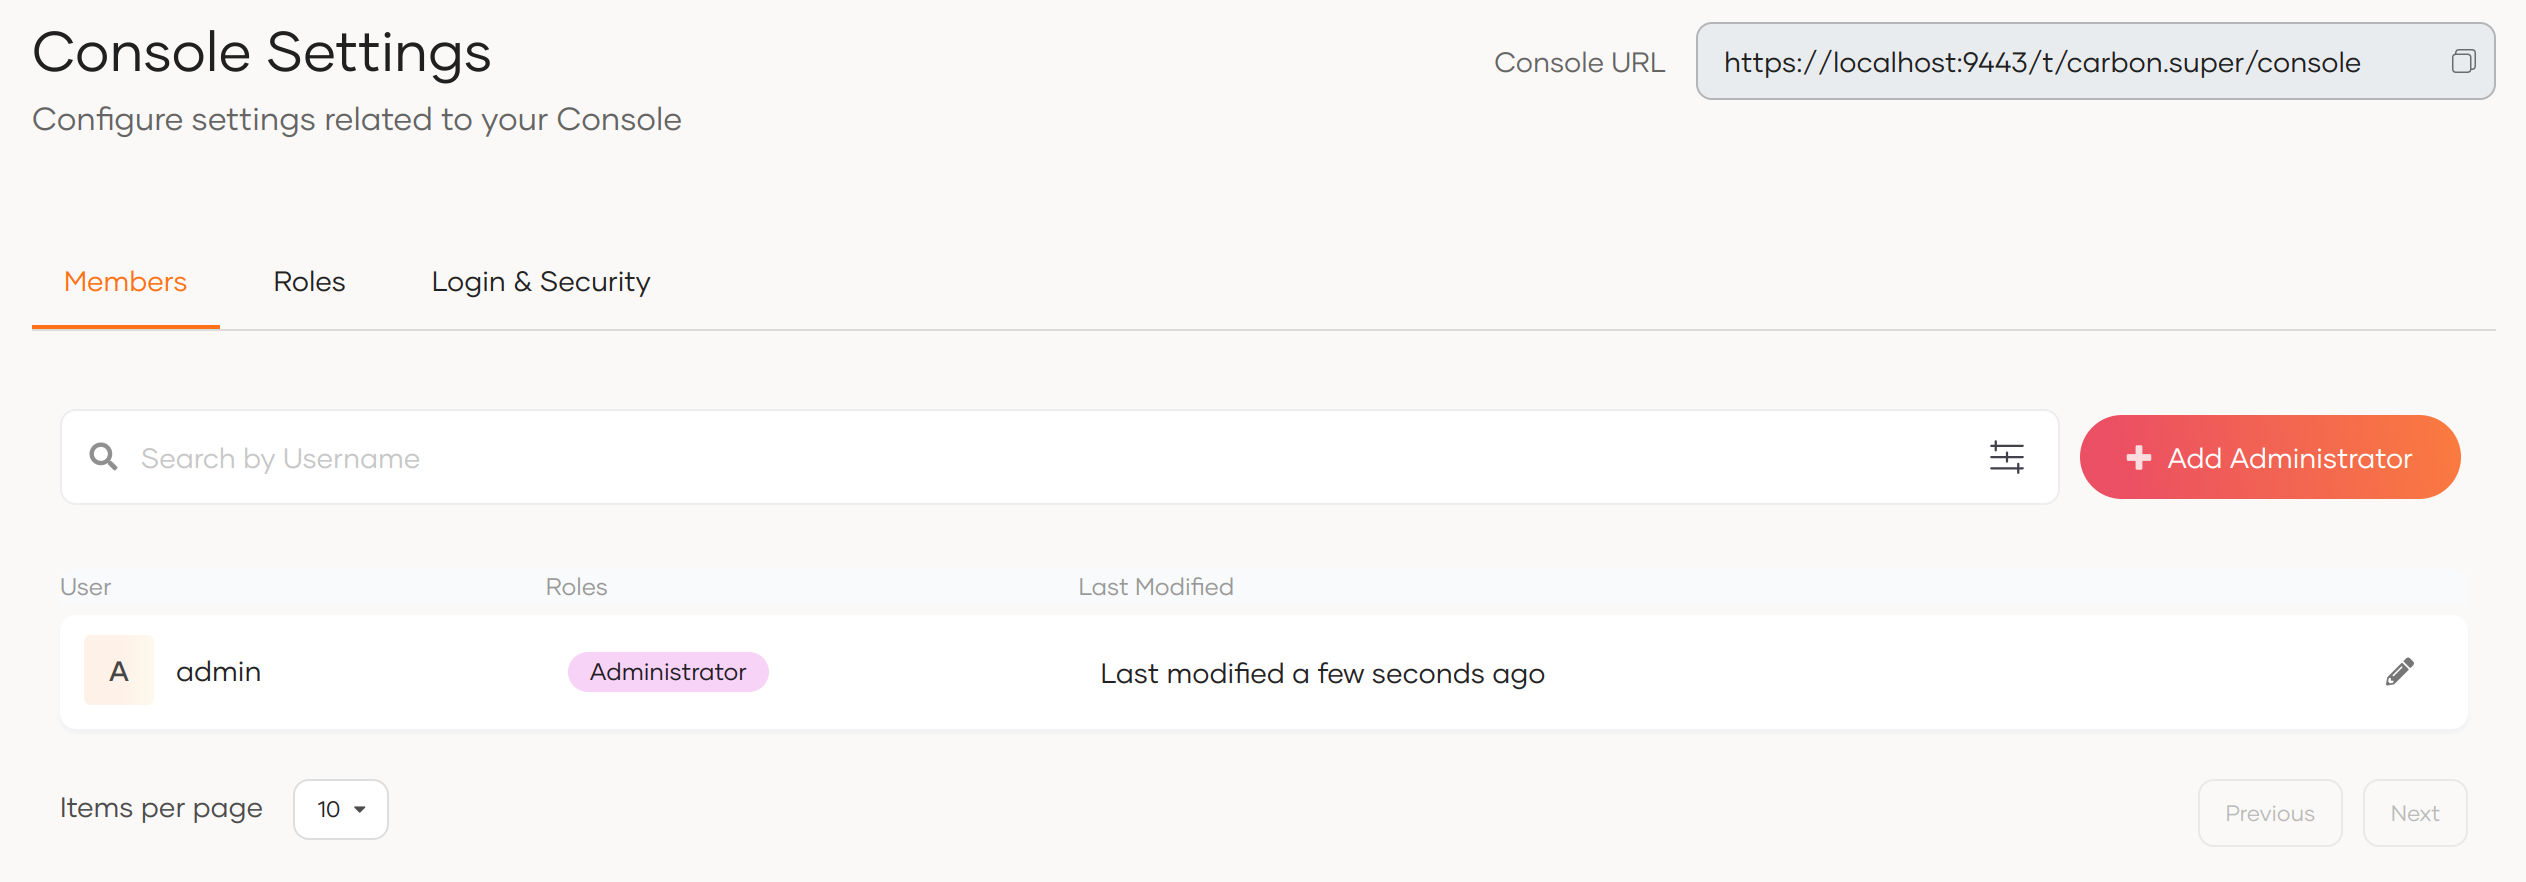 Console Settings
Configure settings related to your Console
Console URL
https://localhost:9443/t/carbon.super/console
Members
Roles
Login & Security
Search by Username
Add Administrator
User
Roles
Last Modified
A
admin
Administrator
Last modified a few seconds ago
Items per page
10
Previous
Next